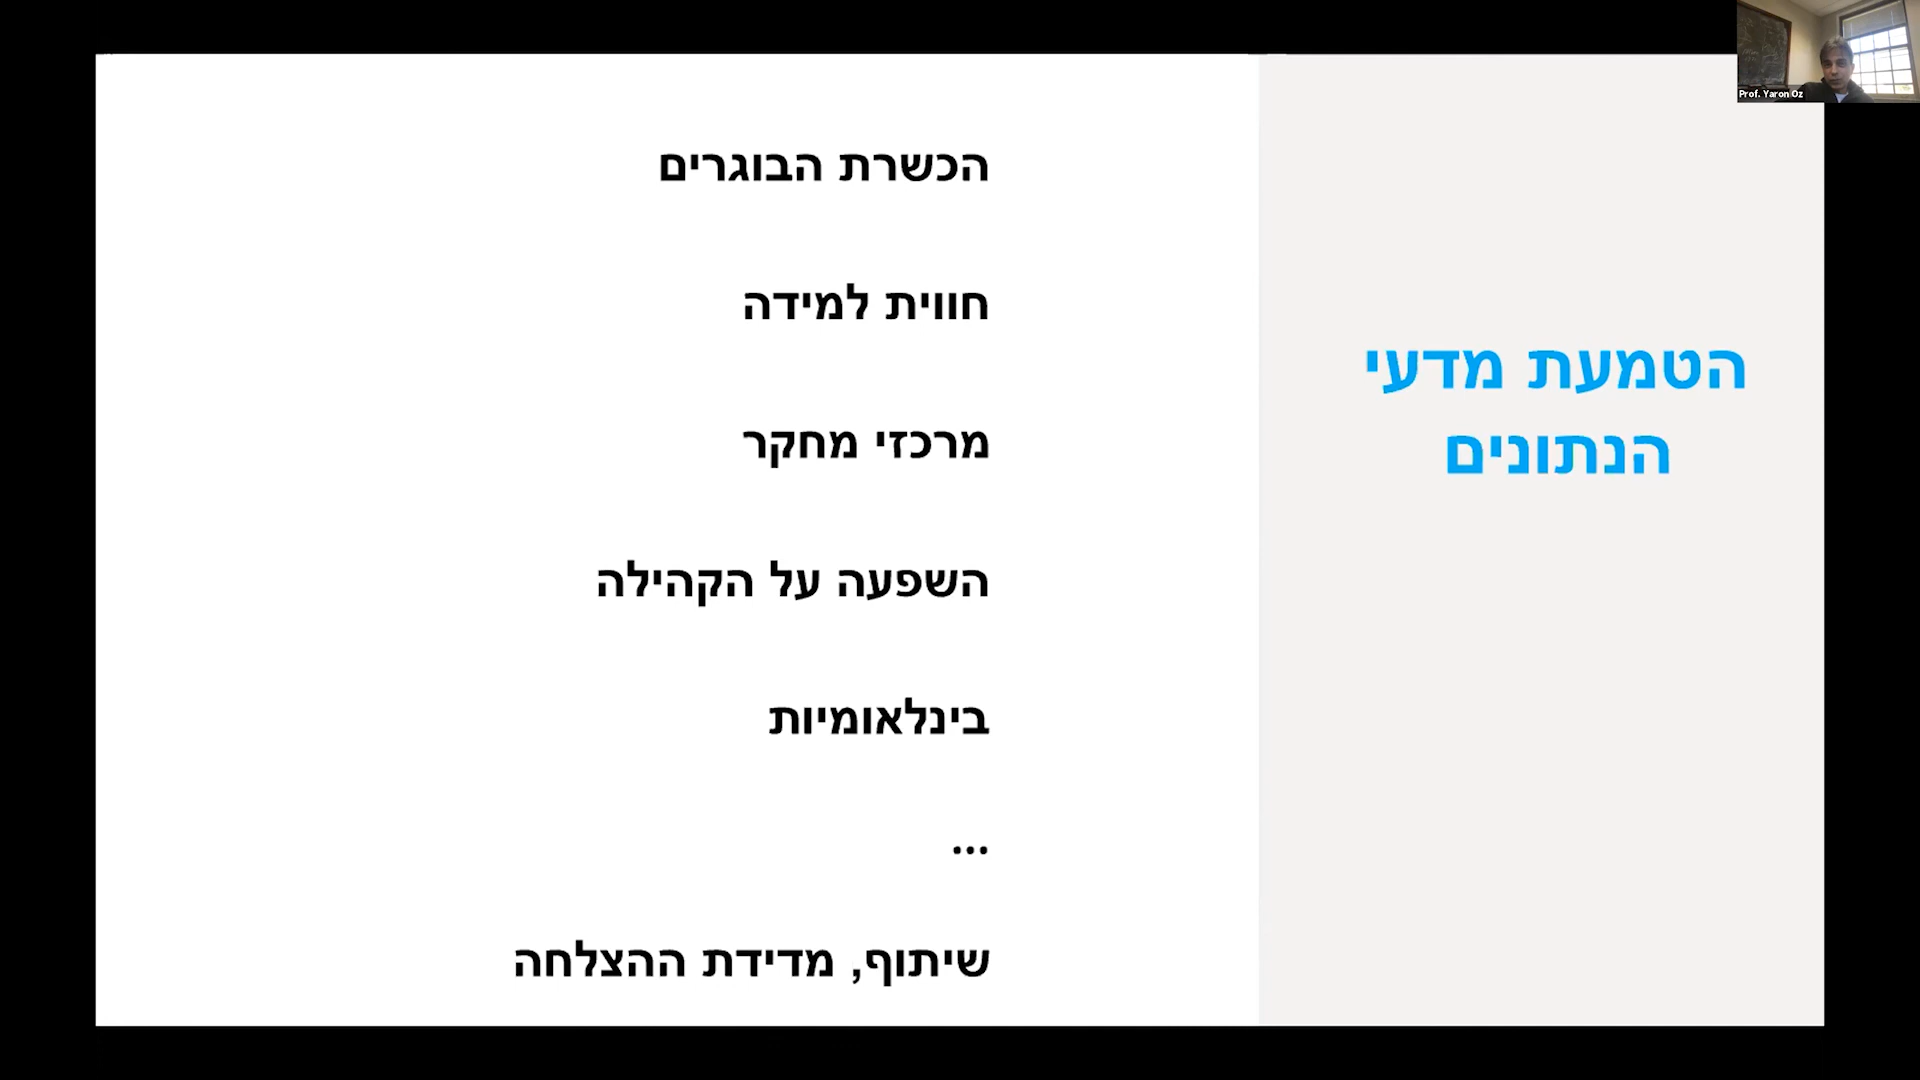 הטמעת מדעי
הנתונים
הכשרת הבוגרים
חווית למידה
מרכזי מחקר
השפעה על הקהילה
בינלאומיות
...
שיתוף, מדידת ההצלחה
Prof. Yaron Oz